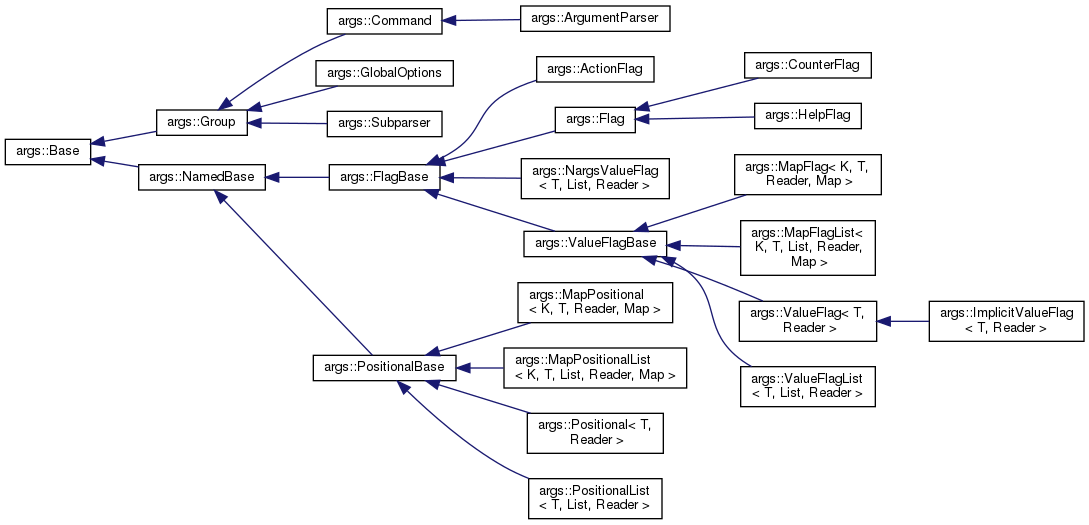 args::Command
args::ArgumentParser
args::GlobalOptions
args::ActionFlag
args::CounterFlag
args::Group
args::Subparser
args::Flag
args::HelpFlag
args::Base
args::NamedBase
args::FlagBase
args::NargsValueFlag
< T, List, Reader >
args::MapFlag< K, T,
Reader, Map >
args::ValueFlagBase
args::MapFlagList<
K, T, List, Reader,
Map >
args::MapPositional
< K, T, Reader, Map >
args::ValueFlag< T,
Reader >
args::ImplicitValueFlag
< T, Reader >
args::PositionalBase
args::MapPositionalList
< K, T, List, Reader, Map >
args::ValueFlagList
< T, List, Reader >
args::Positional< T,
Reader >
args::PositionalList
< T, List, Reader >